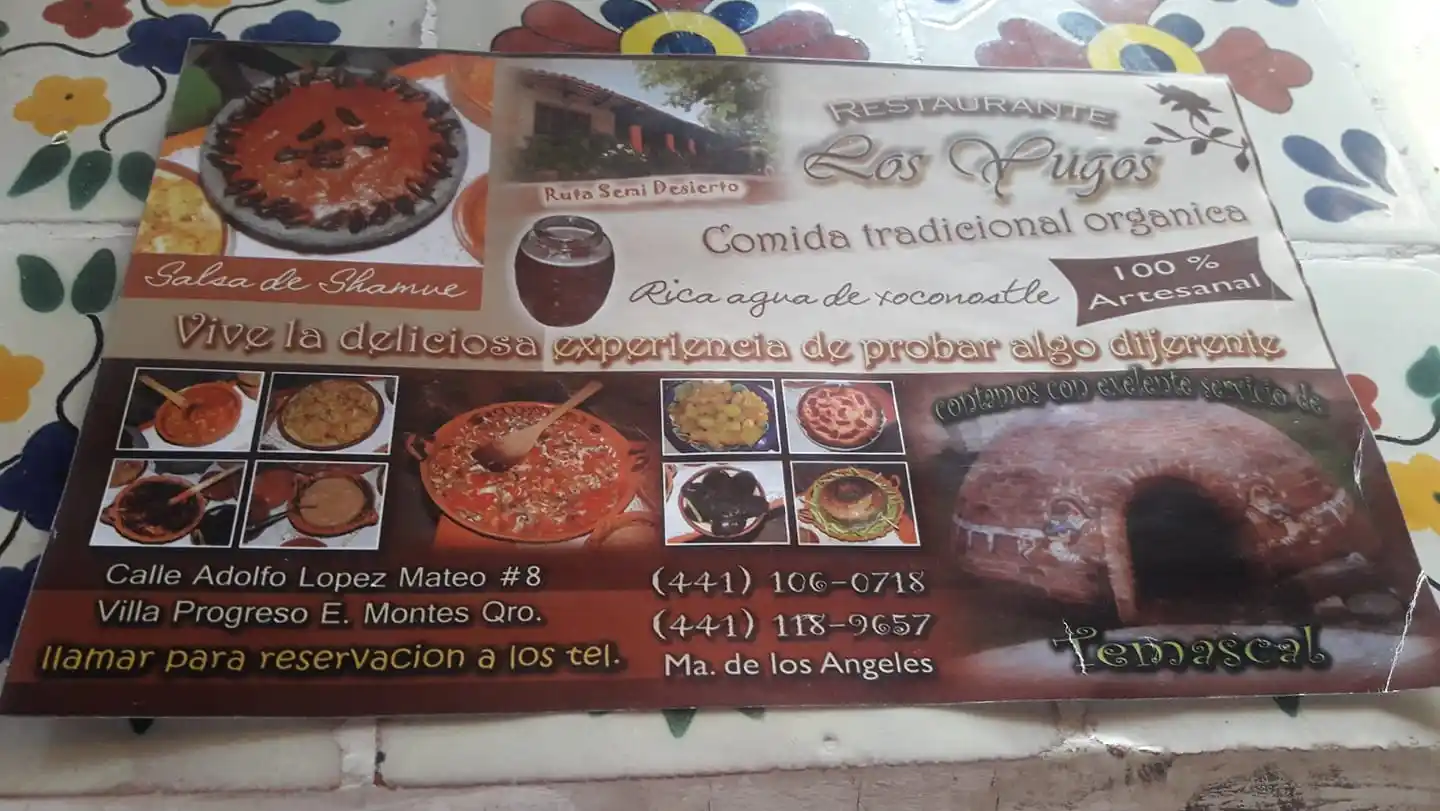 RESTAURANTE
Los Yugos
Ruta Semi Desierto
Comida tradicional organica
Salsa de Shamue
Rica agua de xoconostle
100 %
Artesanal
Vive la deliciosa experiencia de probar algo diferente
contamos con exelente servicio de
temascal
Calle Adolfo Lopez Mateo #8
Villa Progreso E. Montes Qro.
llamar para reservacion a los tel.
(441) 106-0718
(441) 118-9657
Ma. de los Angeles